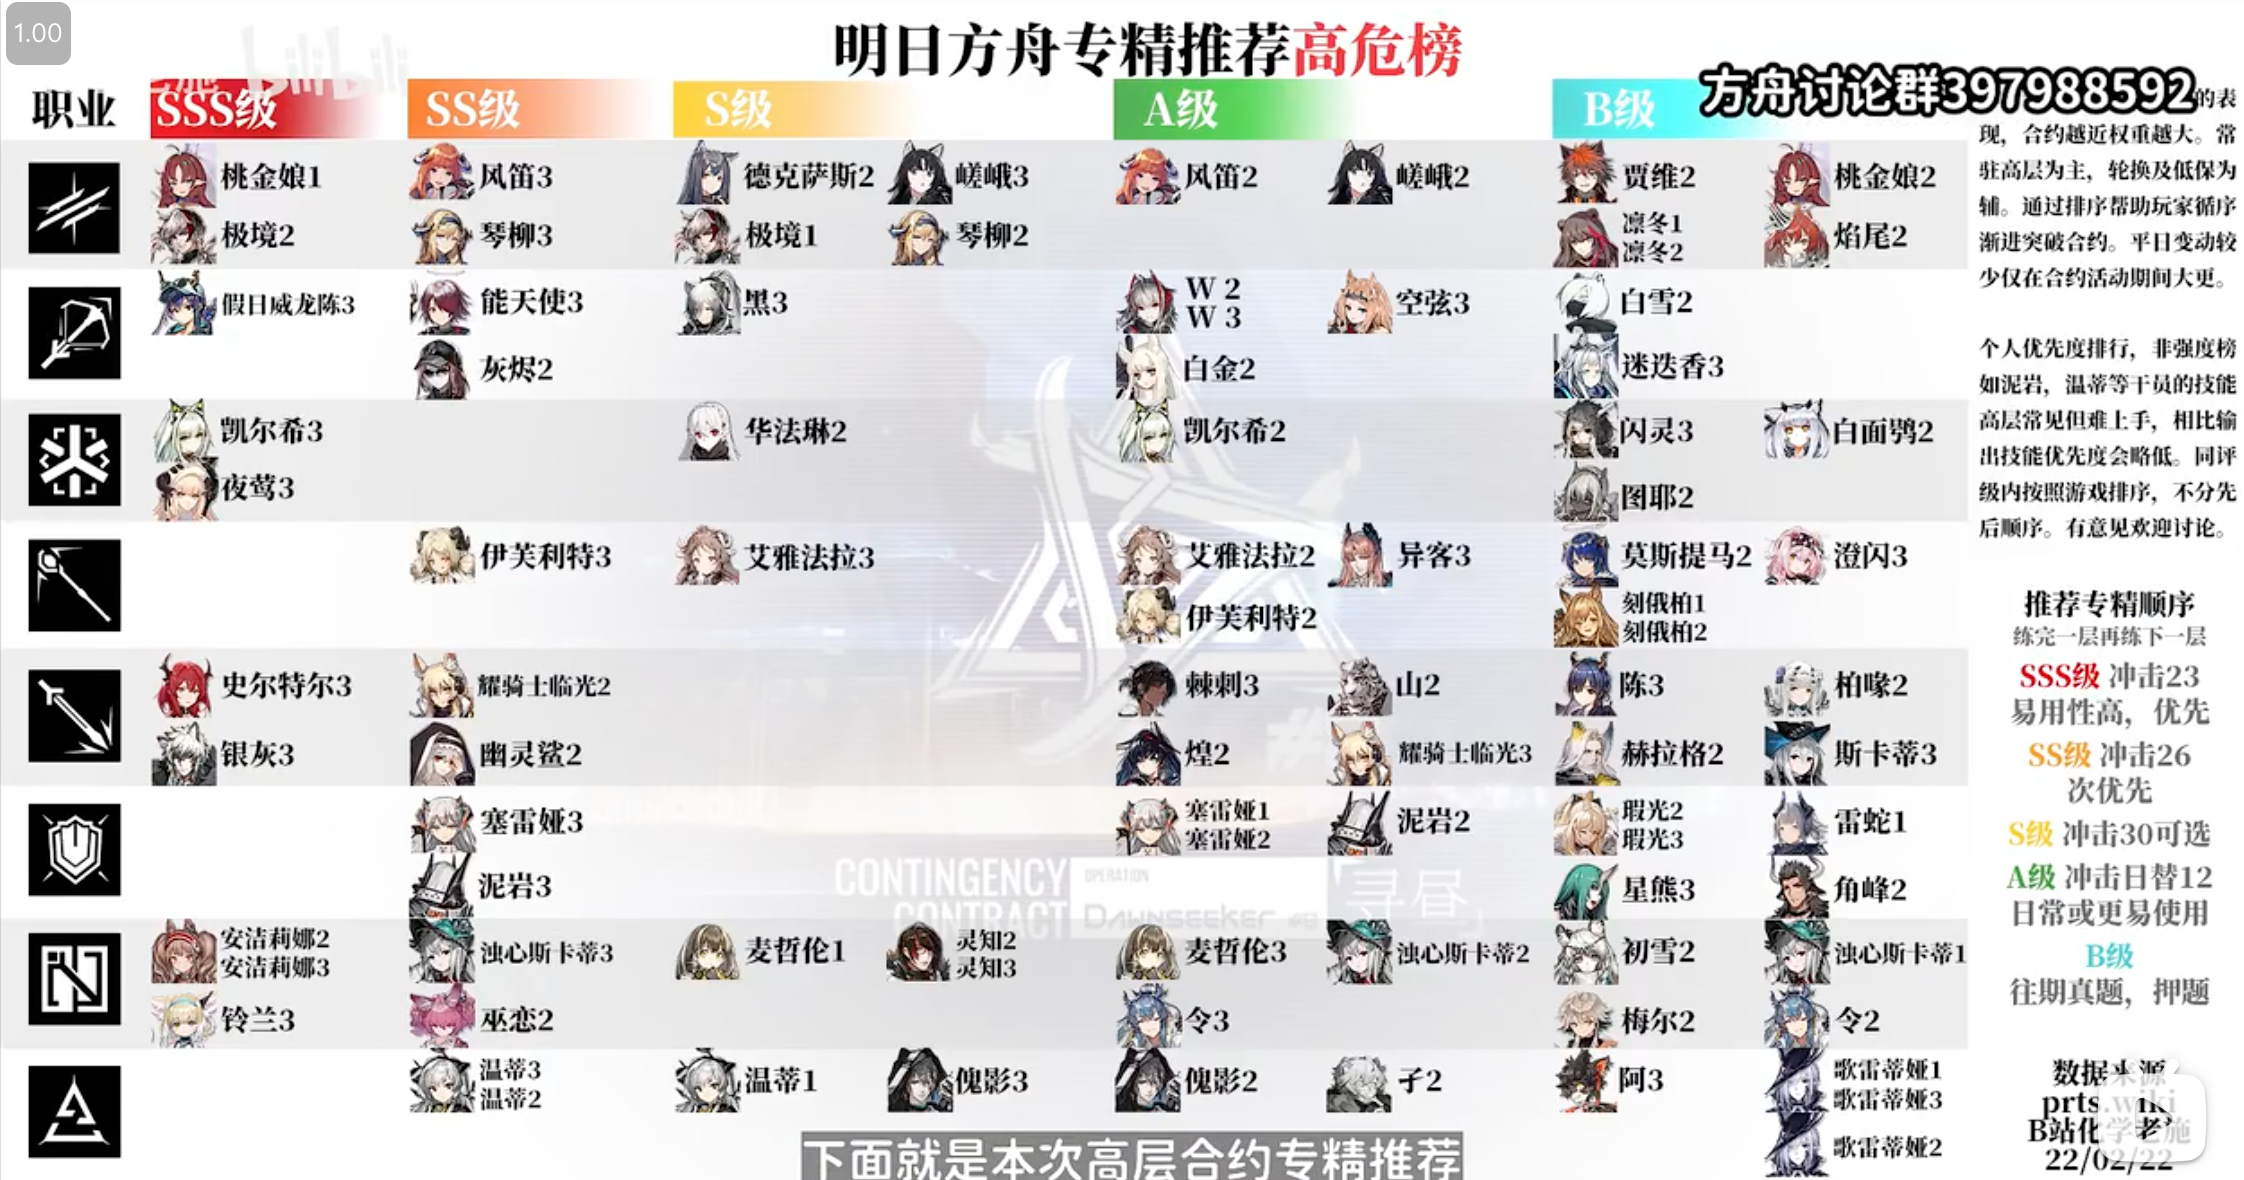 1.00
bilibili
明日方舟专精推荐高危榜
方舟讨论群397988592
职业
SSS级
SS级
S级
A级
B级
桃金娘1
风笛3
德克萨斯2
嵯峨3
风笛2
嵯峨2
贾维2
桃金娘2
极境2
琴柳3
极境1
琴柳2
凛冬1
凛冬2
焰尾2
假日威龙陈3
能天使3
黑3
W 2
W 3
空弦3
白雪2
灰烬2
白金2
迷迭香3
凯尔希3
华法琳2
凯尔希2
闪灵3
白面鸮2
夜莺3
图耶2
伊芙利特3
艾雅法拉3
艾雅法拉2
异客3
莫斯提马2
澄闪3
伊芙利特2
刻俄柏1
刻俄柏2
史尔特尔3
耀骑士临光2
棘刺3
山2
陈3
柏喙2
银灰3
幽灵鲨2
煌2
耀骑士临光3
赫拉格2
斯卡蒂3
塞雷娅3
塞雷娅1
塞雷娅2
泥岩2
瑕光2
瑕光3
雷蛇1
泥岩3
星熊3
角峰2
安洁莉娜2
安洁莉娜3
浊心斯卡蒂3
麦哲伦1
灵知2
灵知3
麦哲伦3
浊心斯卡蒂2
初雪2
浊心斯卡蒂1
铃兰3
巫恋2
令3
梅尔2
令2
温蒂3
温蒂2
温蒂1
傀影3
傀影2
孑2
阿3
歌雷蒂娅1
歌雷蒂娅3
歌雷蒂娅2
的表
现，合约越近权重越大。常
驻高层为主，轮换及低保为
辅。通过排序帮助玩家循序
渐进突破合约。平日变动较
少仅在合约活动期间大更。
个人优先度排行，非强度榜
如泥岩，温蒂等干员的技能
高层常见但难上手，相比输
出技能优先度会略低。同评
级内按照游戏排序，不分先
后顺序。有意见欢迎讨论。
推荐专精顺序
练完一层再练下一层
SSS级 冲击23
易用性高，优先
SS级 冲击26
次优先
S级 冲击30可选
A级 冲击日替12
日常或更易使用
B级
往期真题，押题
数据来源
prts.wiki
B站化学老施
22/02/22
CONTINGENCY
CONTRACT
OPERATION
DAWNSEEKER #8
寻昼
下面就是本次高层合约专精推荐